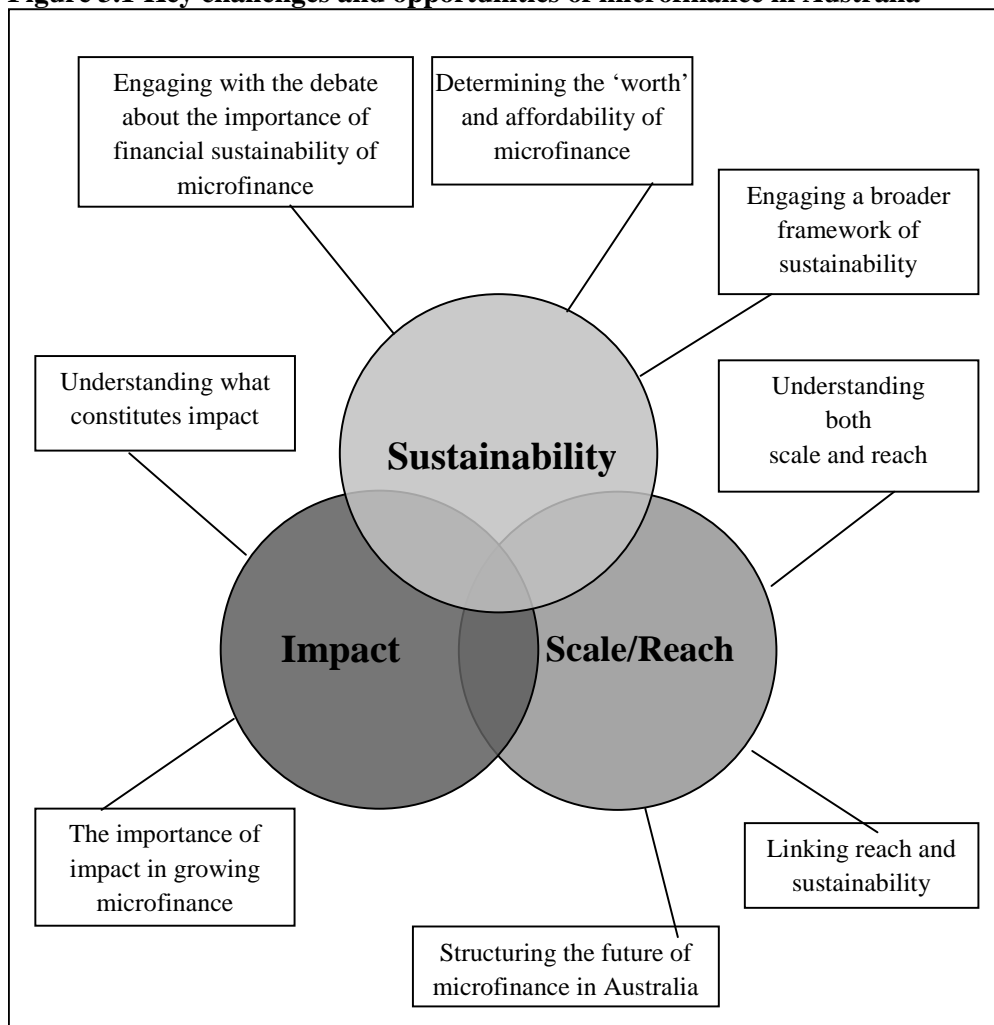 Figure 3.1 Key challenges and opportunities of microfinance in Australia
Engaging with the debate
about the importance of
financial sustainability of
microfinance
Determining the ‘worth’
and affordability of
microfinance
Engaging a broader
framework of
sustainability
Understanding what
constitutes impact
Understanding
both
scale and reach
Sustainability
Impact
Scale/Reach
The importance of
impact in growing
microfinance
Linking reach and
sustainability
Structuring the future of
microfinance in Australia